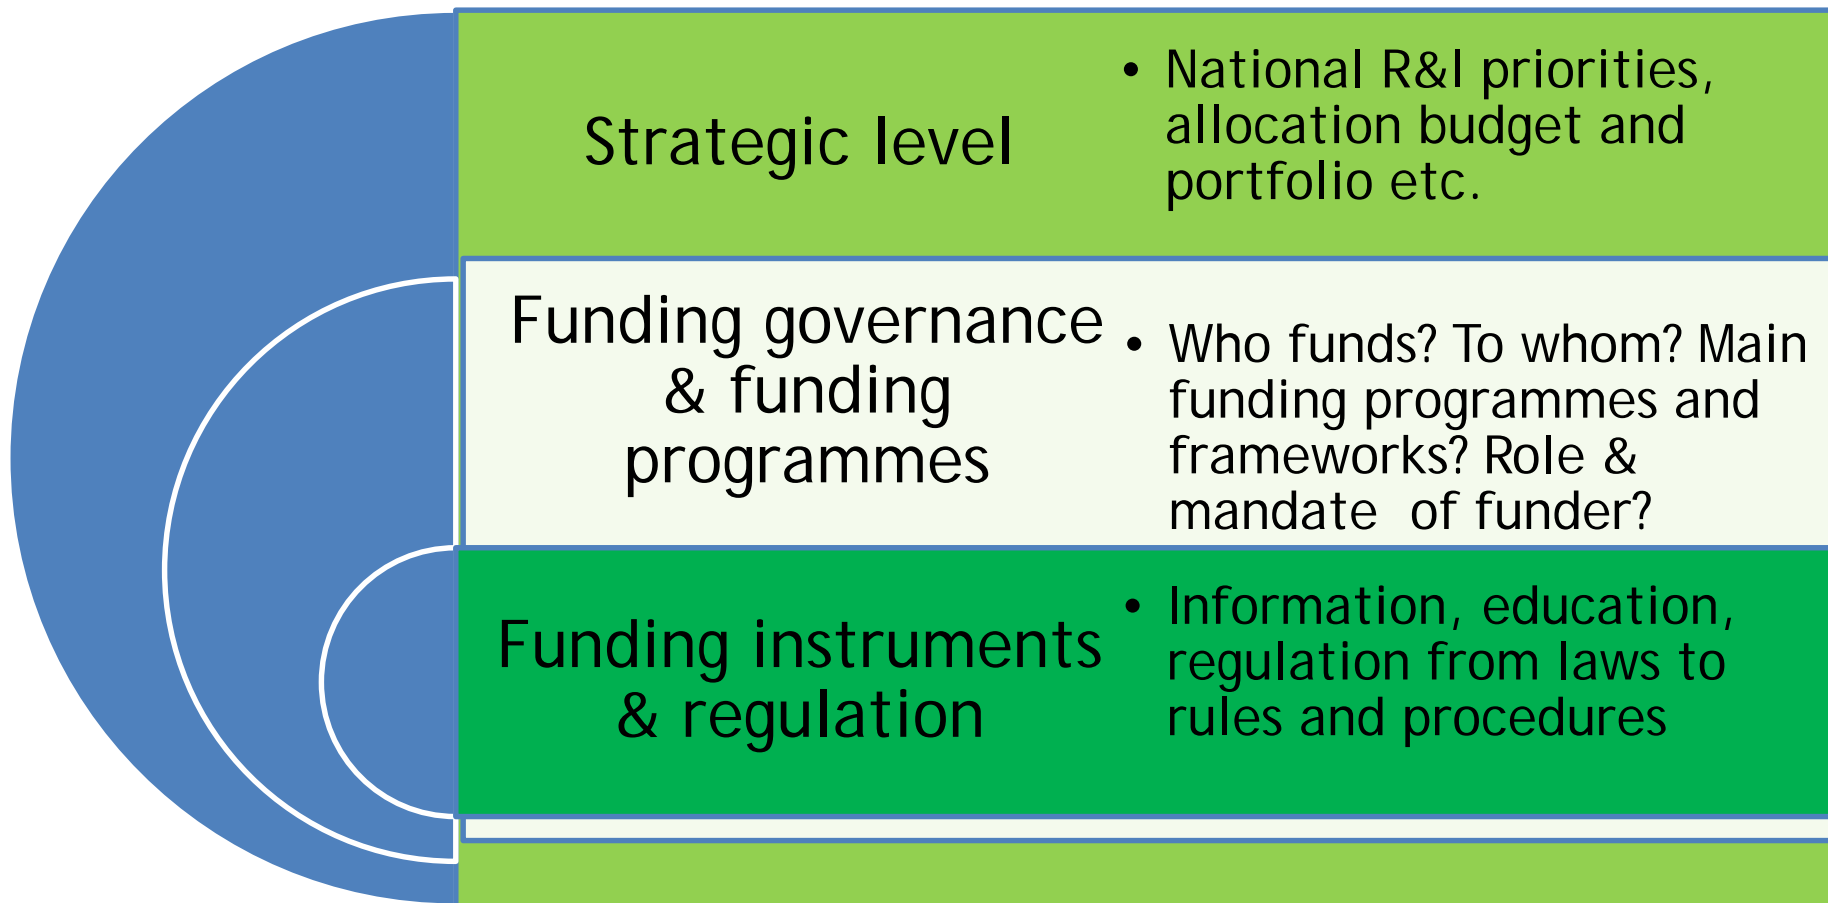 Strategic level
• National R&I priorities,
allocation budget and
portfolio etc.
Funding governance
& funding
programmes
• Who funds? To whom? Main
funding programmes and
frameworks? Role &
mandate of funder?
Funding instruments
& regulation
• Information, education,
regulation from laws to
rules and procedures